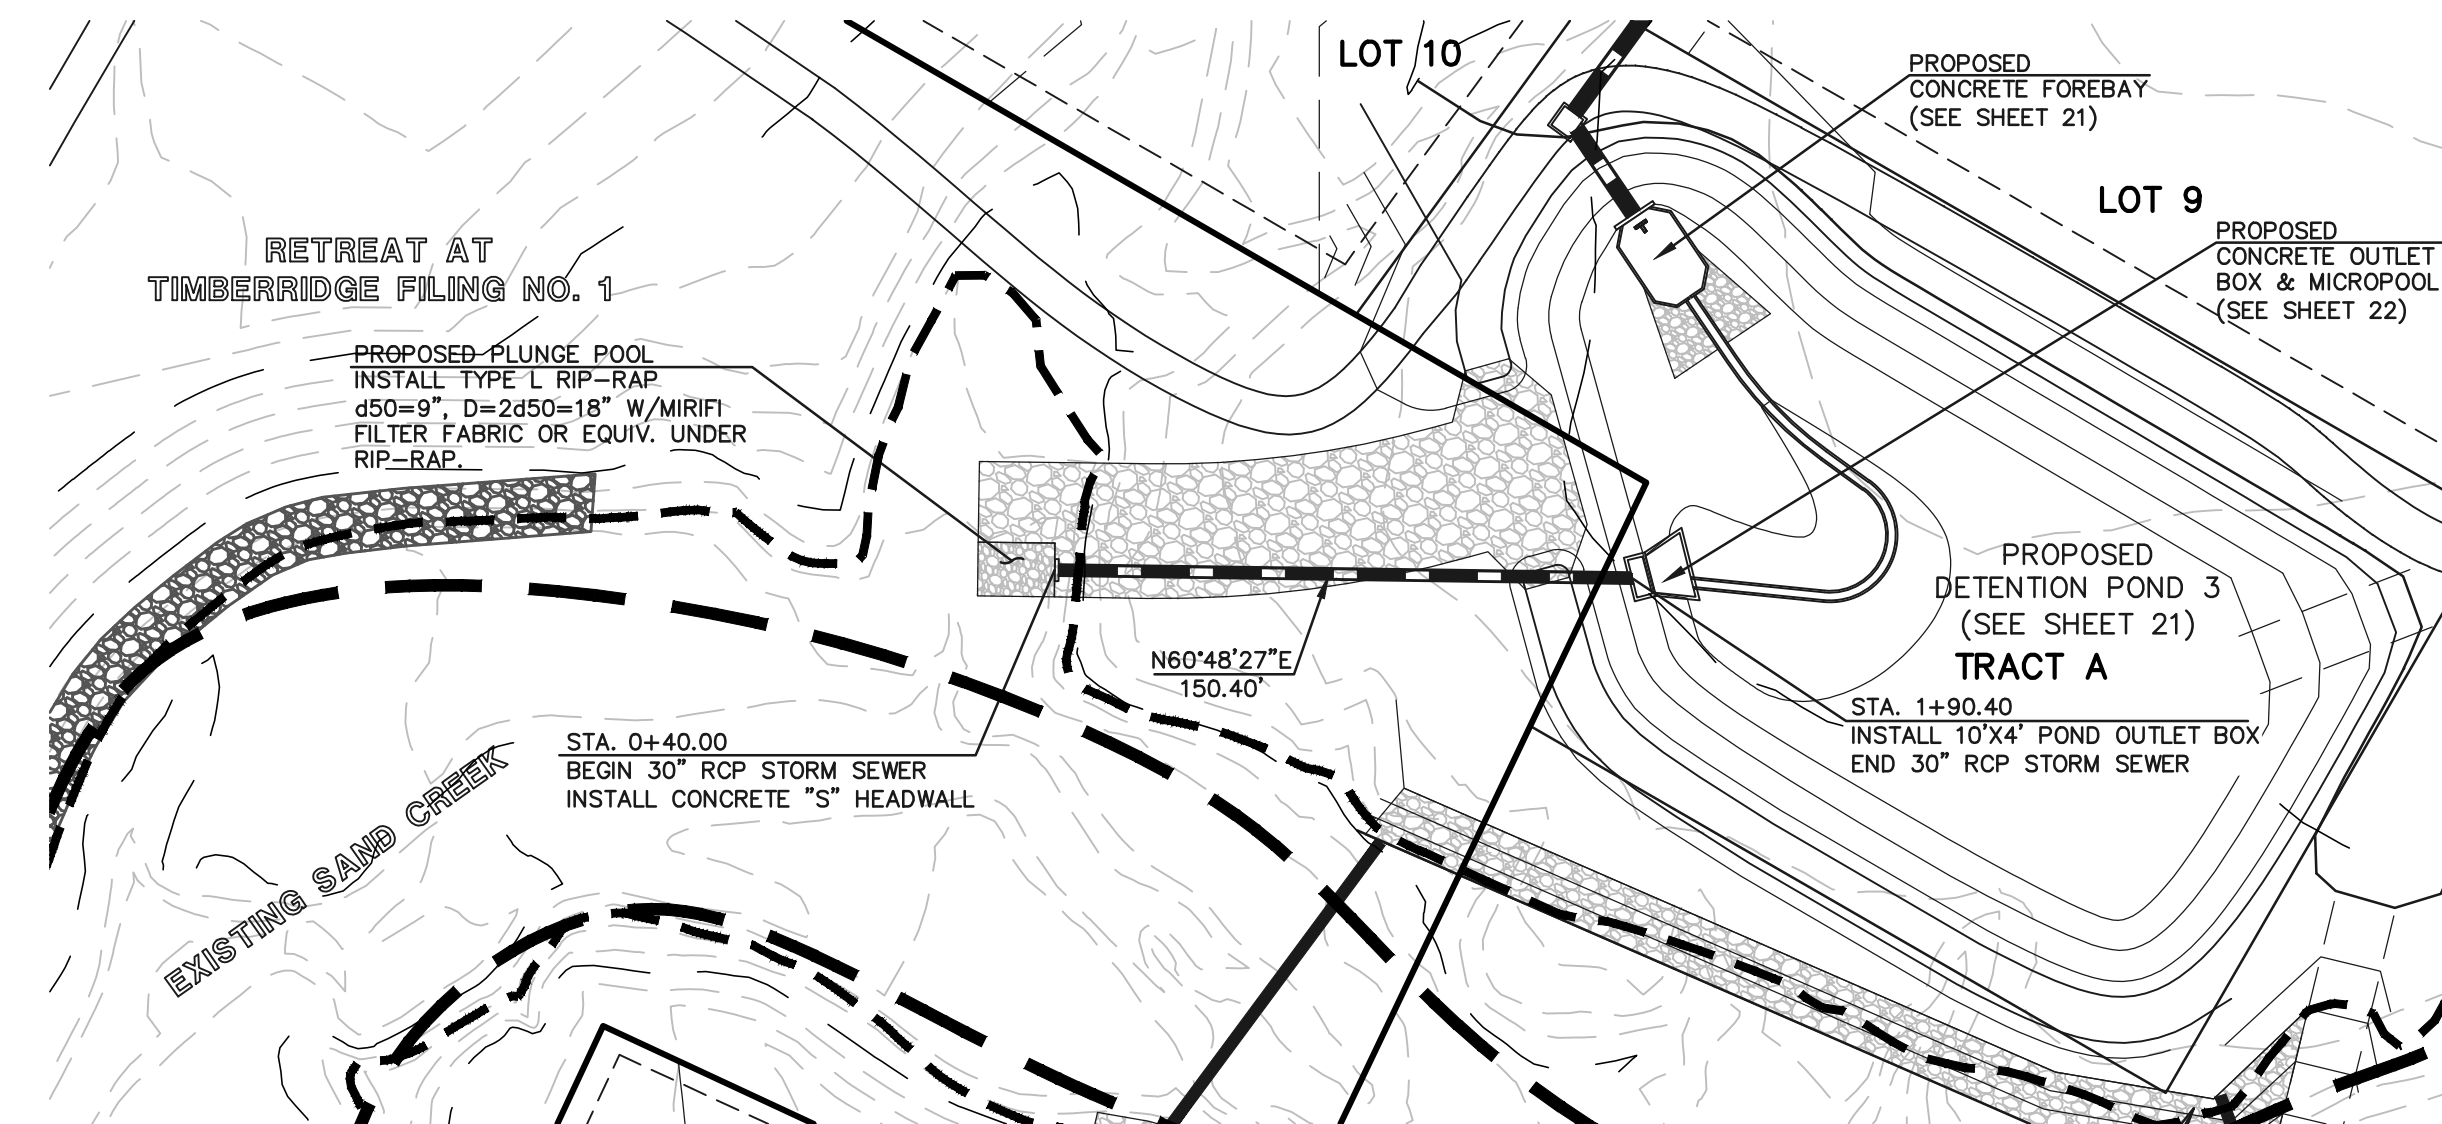 LOT 10
PROPOSED
CONCRETE FOREBAY
(SEE SHEET 21)
LOT 9
PROPOSED
CONCRETE OUTLET
BOX & MICROPOOL
(SEE SHEET 22)
RETREAT AT
TIMBERRIDGE FILING NO. 1
PROPOSED PLUNGE POOL
INSTALL TYPE L RIP-RAP
d50=9", D=2d50=18" W/MIRIFI
FILTER FABRIC OR EQUIV. UNDER
RIP-RAP.
PROPOSED
DETENTION POND 3
(SEE SHEET 21)
TRACT A
N60°48'27"E
150.40'
STA. 1+90.40
INSTALL 10'X4' POND OUTLET BOX
END 30" RCP STORM SEWER
STA. 0+40.00
BEGIN 30" RCP STORM SEWER
INSTALL CONCRETE "S" HEADWALL
EXISTING SAND CREEK